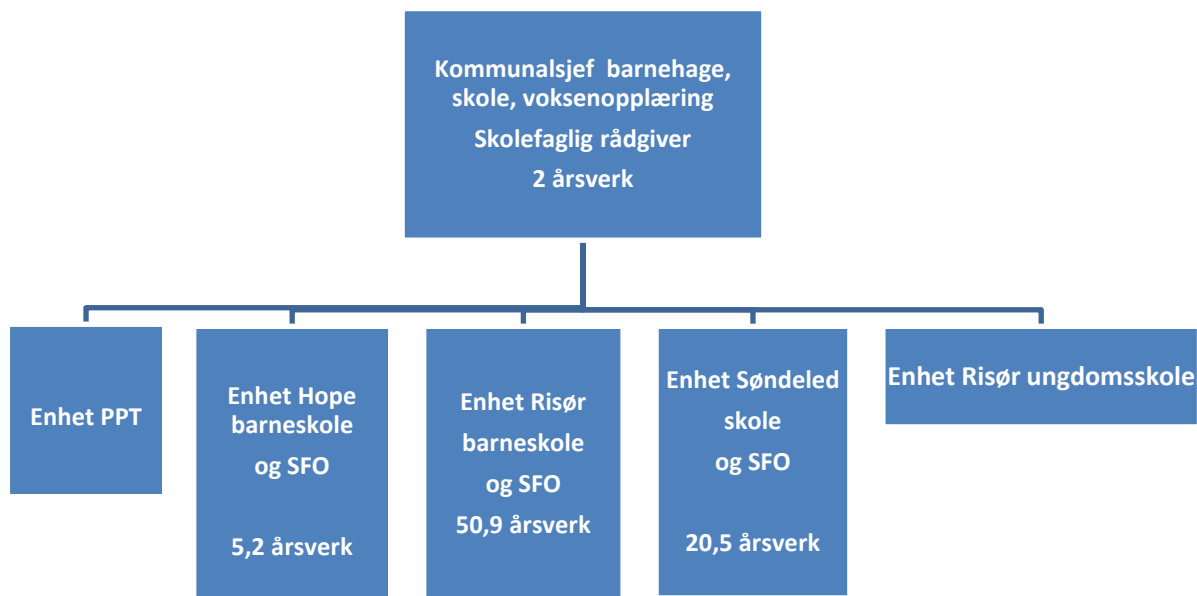 Kommunalsjef barnehage,
skole, voksenopplæring
Skolefaglig rådgiver
2 årsverk
Enhet PPT
Enhet Hope
barneskole
og SFO
5,2 årsverk
Enhet Risør
barneskole
og SFO
50,9 årsverk
Enhet Søndeled
skole
og SFO
20,5 årsverk
Enhet Risør ungdomsskole